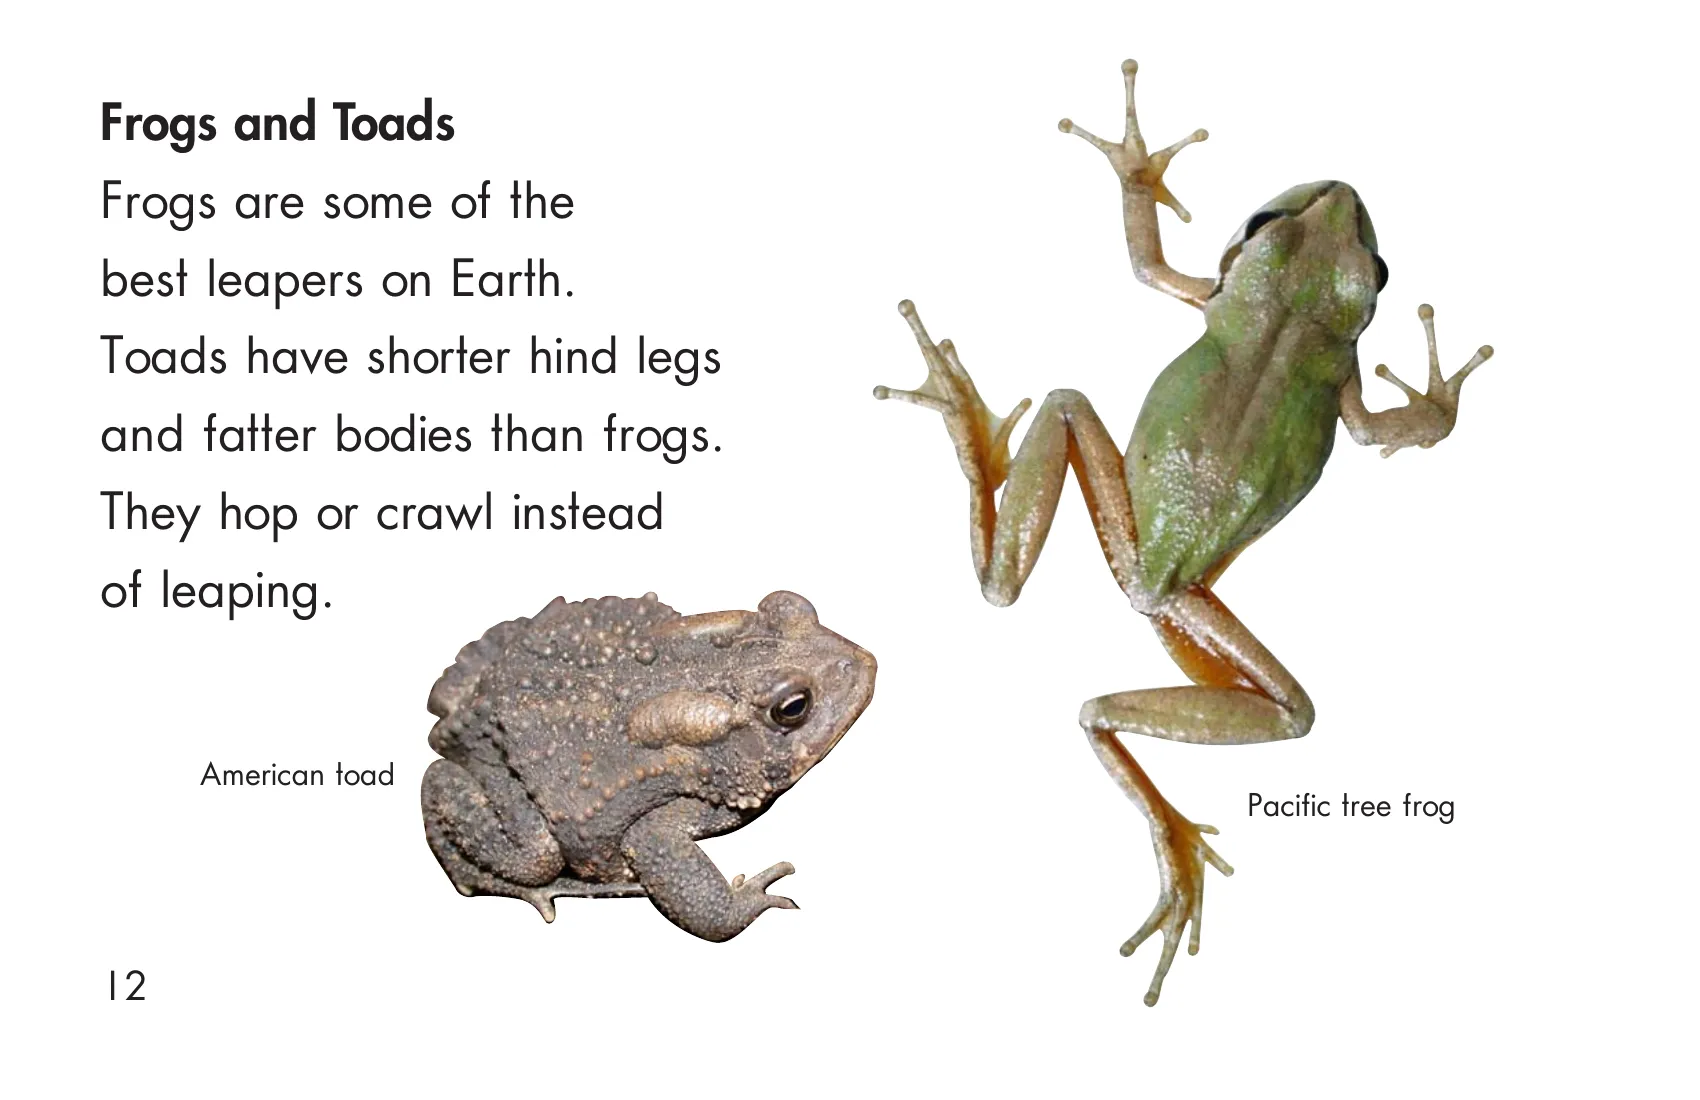 Frogs and Toads
Frogs are some of the
best leapers on Earth.
Toads have shorter hind legs
and fatter bodies than frogs.
They hop or crawl instead
of leaping.
American toad
Pacific tree frog
12